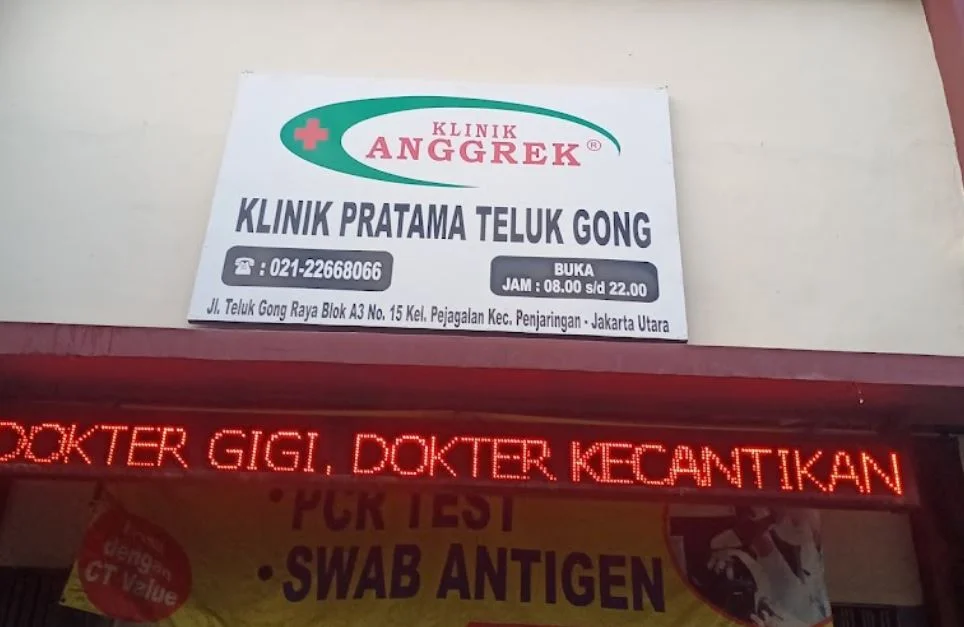 KLINIK
ANGGREK ®
KLINIK PRATAMA TELUK GONG
☎ : 021-22668066
BUKA
JAM : 08.00 s/d 22.00
Jl. Teluk Gong Raya Blok A3 No. 15 Kel. Pejagalan Kec. Penjaringan - Jakarta Utara
DOKTER GIGI, DOKTER KECANTIKAN
• PCR TEST
• SWAB ANTIGEN
dengan
CT Value